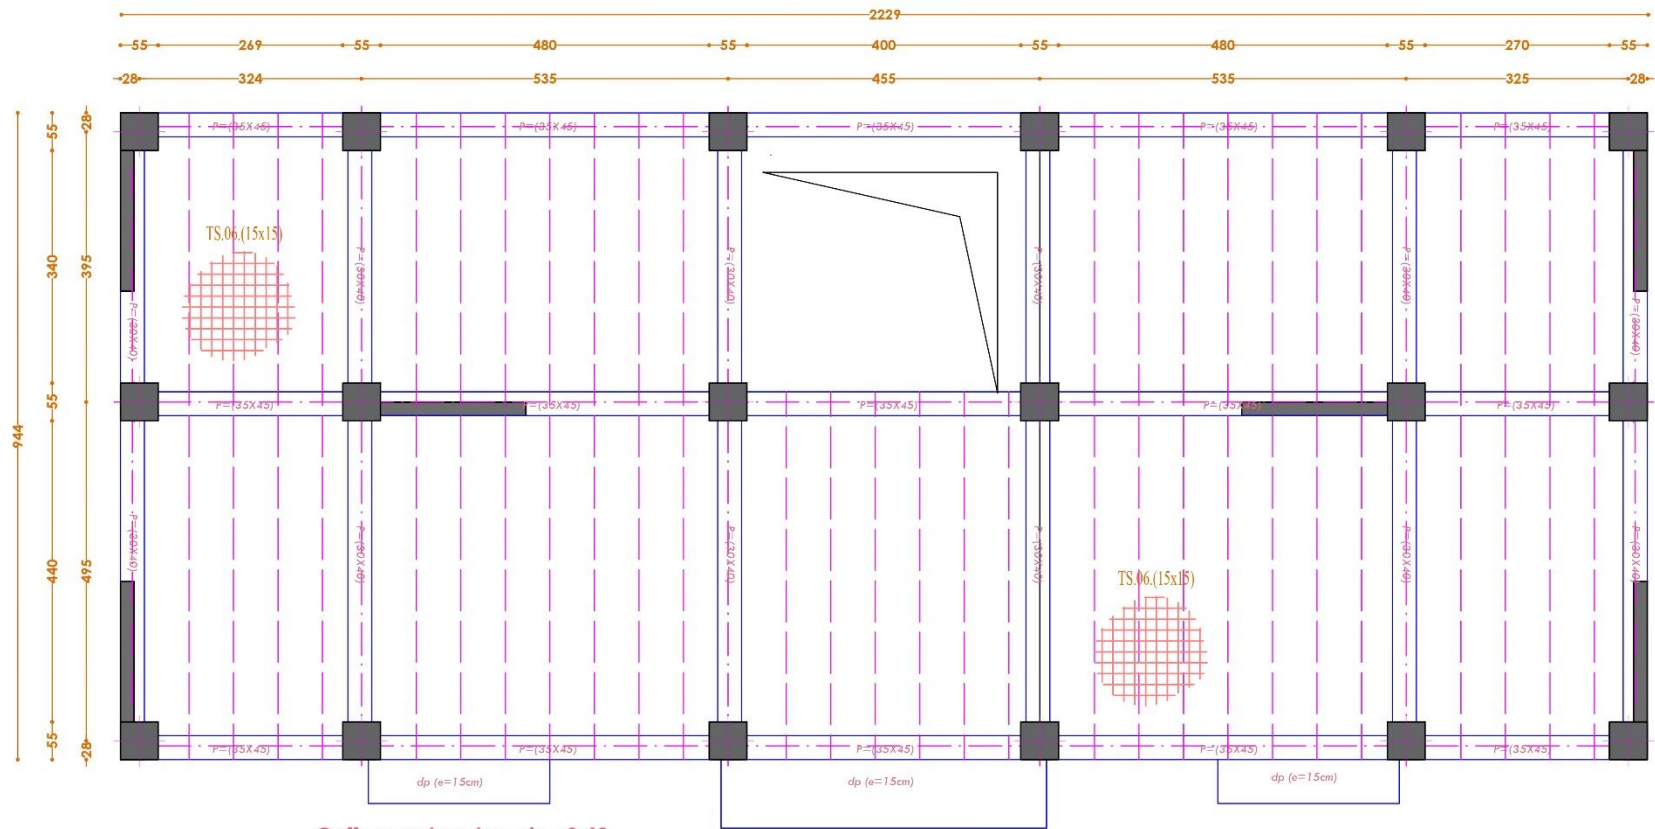 2229
55 269 55 480 55 400 55 480 55 270 55
28 324 535 455 535 325 28
P=(35X45) P=(35X45) P=(35X45) P=(35X45) P=(35X45)
28
55
TS.06.(15x15)
340
395
P=(30X40) P=(30X40) P=(30X40) P=(30X40) P=(30X40) P=(30X40)
55
P=(35X45) P=(35X45) P=(35X45) P=(35X45) P=(35X45)
944
P=(30X40) P=(30X40) P=(30X40) P=(30X40) P=(30X40) P=(30X40)
440
495
TS.06.(15x15)
55
28
P=(35X45) P=(35X45) P=(35X45) P=(35X45) P=(35X45)
dp (e=15cm) dp (e=15cm) dp (e=15cm)